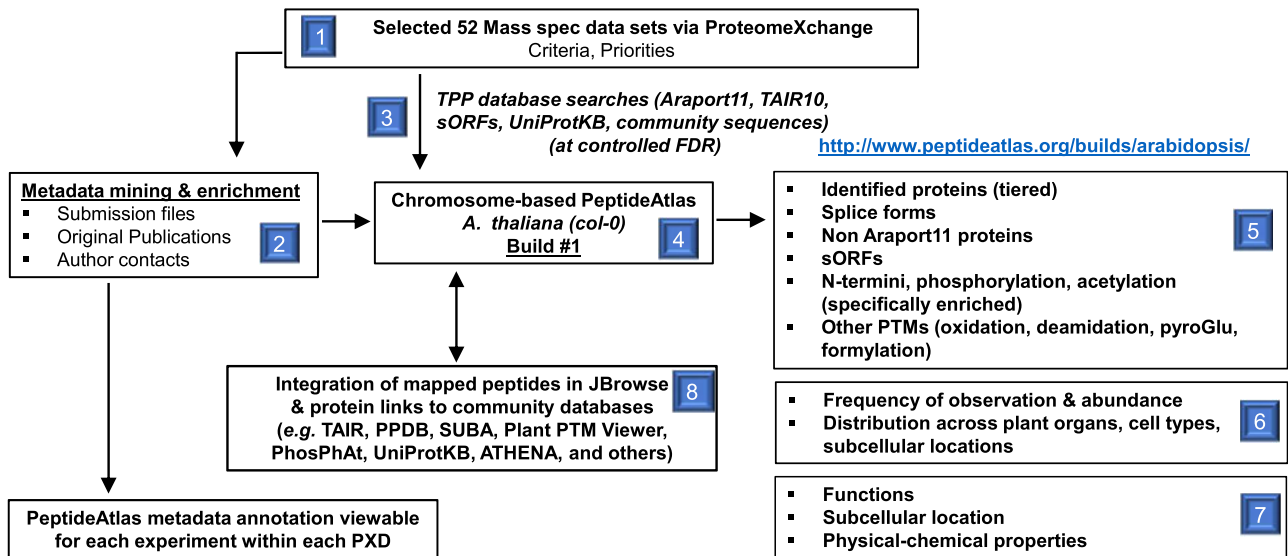 1
Selected 52 Mass spec data sets via ProteomeXchange
Criteria, Priorities
3
TPP database searches (Araport11, TAIR10,
sORFs, UniProtKB, community sequences)
(at controlled FDR)
http://www.peptideatlas.org/builds/arabidopsis/
Metadata mining & enrichment
▪ Submission files
▪ Original Publications
▪ Author contacts
2
Chromosome-based PeptideAtlas
A. thaliana (col-0)
Build #1
4
▪ Identified proteins (tiered)
▪ Splice forms
▪ Non Araport11 proteins
▪ sORFs
▪ N-termini, phosphorylation, acetylation
(specifically enriched)
▪ Other PTMs (oxidation, deamidation, pyroGlu,
formylation)
5
Integration of mapped peptides in JBrowse
& protein links to community databases
(e.g. TAIR, PPDB, SUBA, Plant PTM Viewer,
PhosPhAt, UniProtKB, ATHENA, and others)
8
▪ Frequency of observation & abundance
▪ Distribution across plant organs, cell types,
subcellular locations
6
▪ Functions
▪ Subcellular location
▪ Physical-chemical properties
7
PeptideAtlas metadata annotation viewable
for each experiment within each PXD